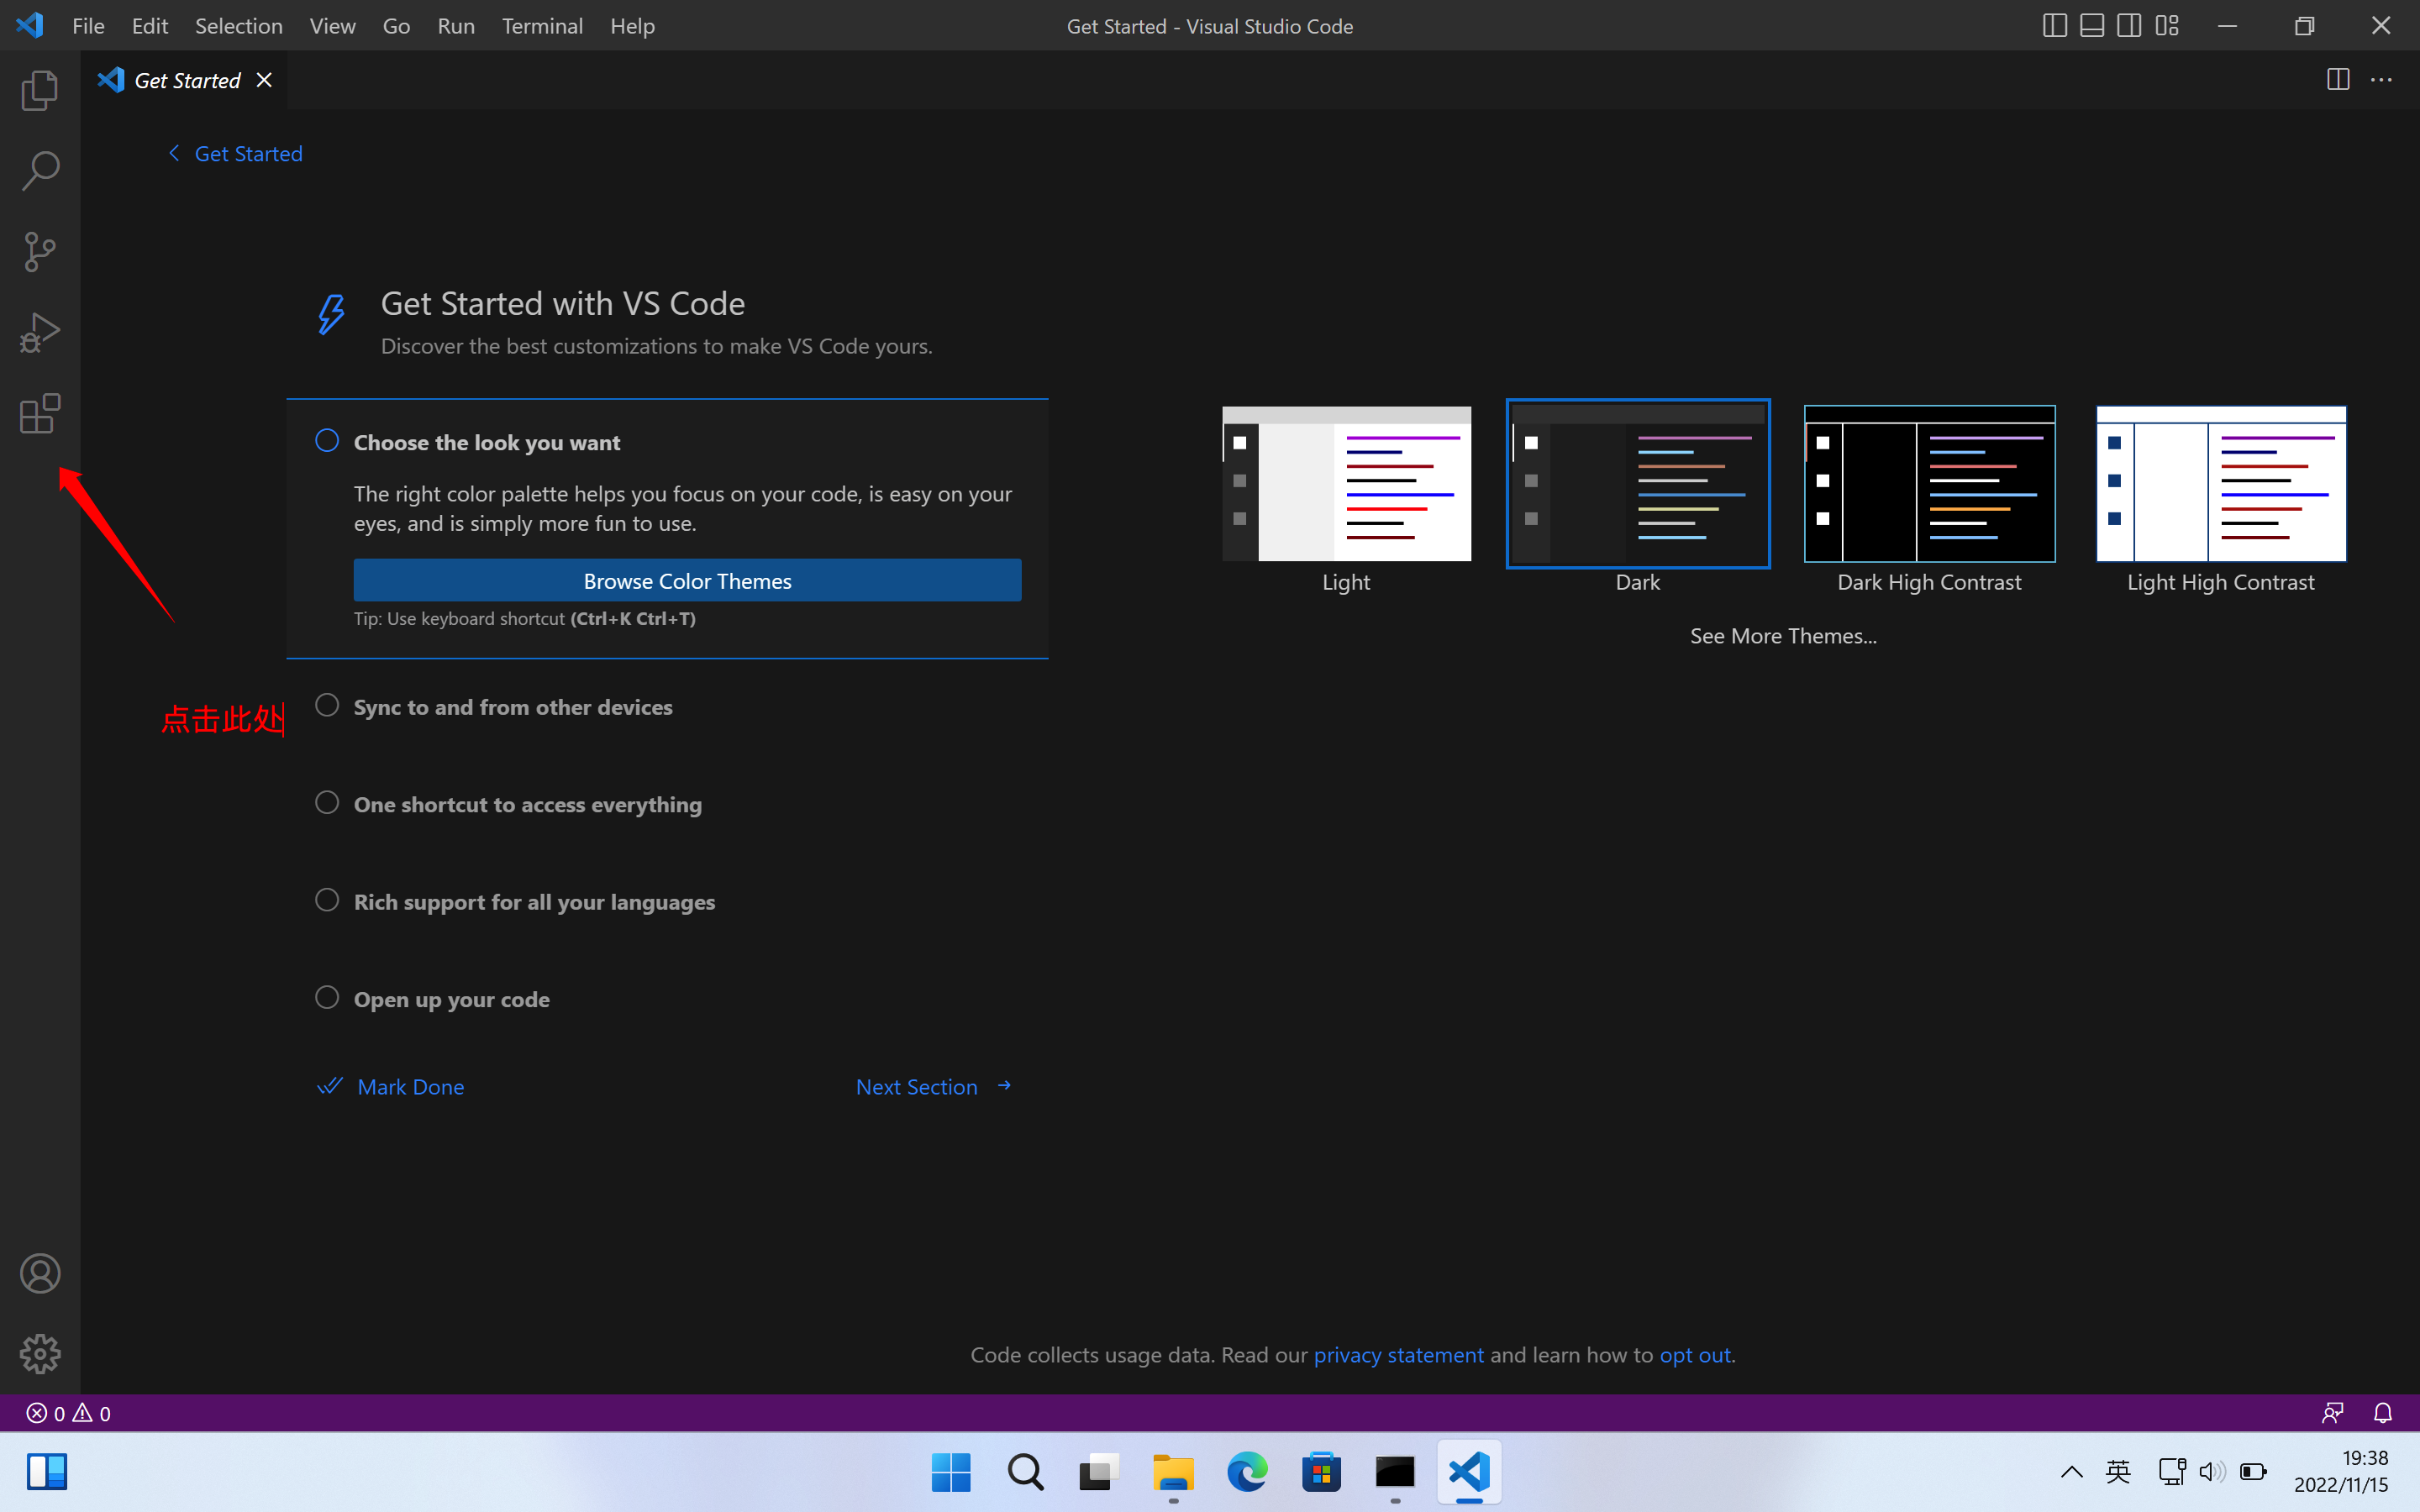 File Edit Selection View Go Run Terminal Help
Get Started - Visual Studio Code
Get Started
Get Started
Get Started with VS Code
Discover the best customizations to make VS Code yours.
Choose the look you want
The right color palette helps you focus on your code, is easy on your
eyes, and is simply more fun to use.
Browse Color Themes
Tip: Use keyboard shortcut (Ctrl+K Ctrl+T)
Light
Dark
Dark High Contrast
Light High Contrast
See More Themes...
点击此处
Sync to and from other devices
One shortcut to access everything
Rich support for all your languages
Open up your code
Mark Done
Next Section
Code collects usage data. Read our privacy statement and learn how to opt out.
0 0
英
19:38
2022/11/15